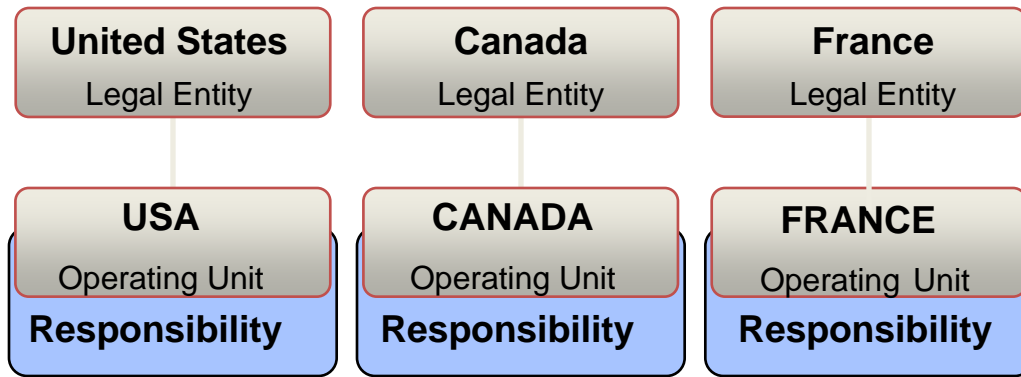 United States
Legal Entity
Canada
Legal Entity
France
Legal Entity
USA
Operating Unit
Responsibility
CANADA
Operating Unit
Responsibility
FRANCE
Operating Unit
Responsibility